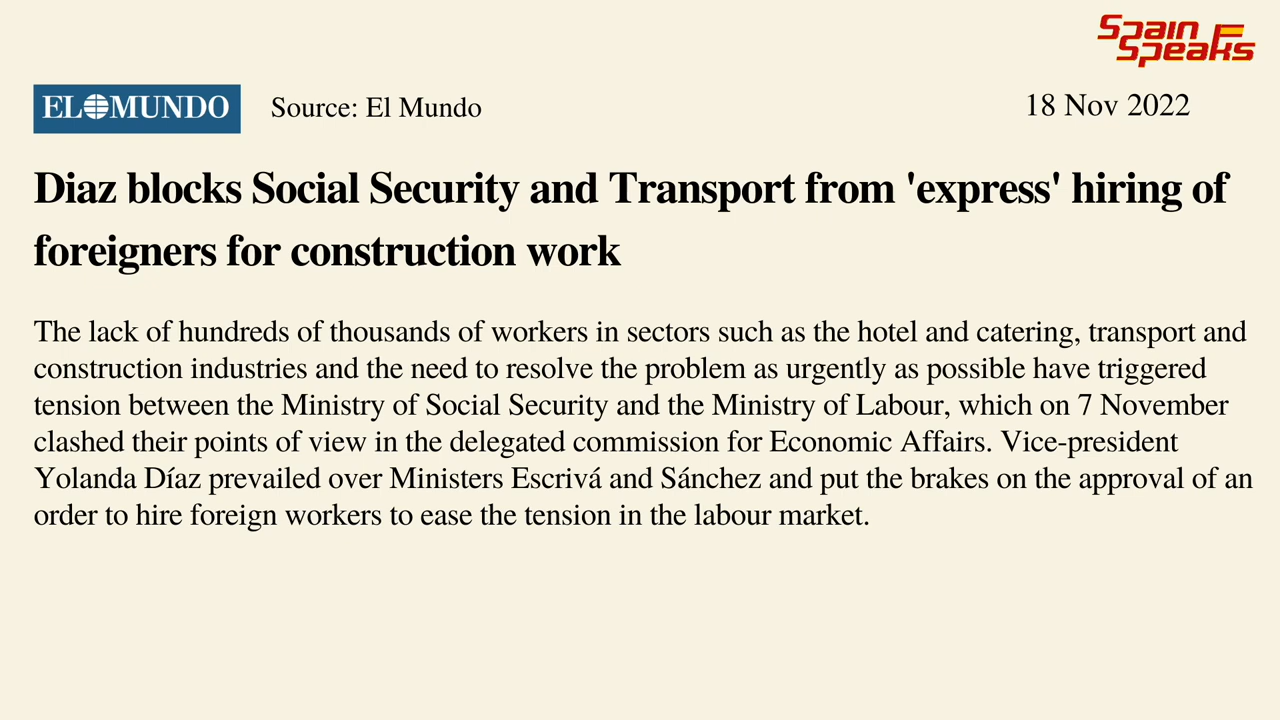 Spain
Speaks
EL MUNDO
Source: El Mundo
18 Nov 2022
Diaz blocks Social Security and Transport from 'express' hiring of
foreigners for construction work
The lack of hundreds of thousands of workers in sectors such as the hotel and catering, transport and
construction industries and the need to resolve the problem as urgently as possible have triggered
tension between the Ministry of Social Security and the Ministry of Labour, which on 7 November
clashed their points of view in the delegated commission for Economic Affairs. Vice-president
Yolanda Díaz prevailed over Ministers Escrivá and Sánchez and put the brakes on the approval of an
order to hire foreign workers to ease the tension in the labour market.